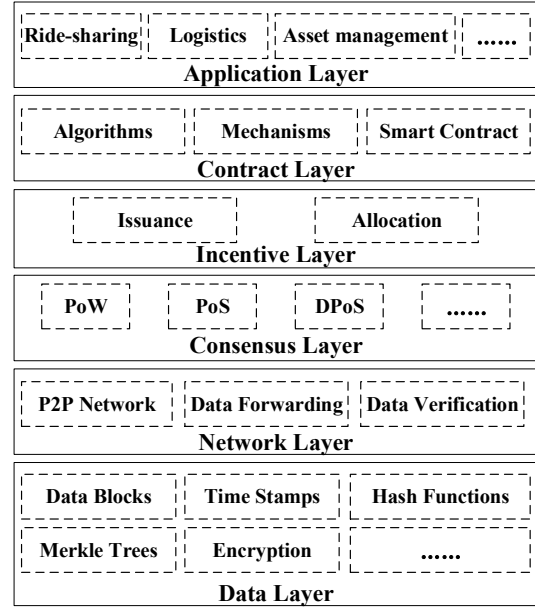 Ride-sharing Logistics Asset management ......
Application Layer
Algorithms Mechanisms Smart Contract
Contract Layer
Issuance Allocation
Incentive Layer
PoW PoS DPoS ......
Consensus Layer
P2P Network Data Forwarding Data Verification
Network Layer
Data Blocks Time Stamps Hash Functions
Merkle Trees Encryption ......
Data Layer